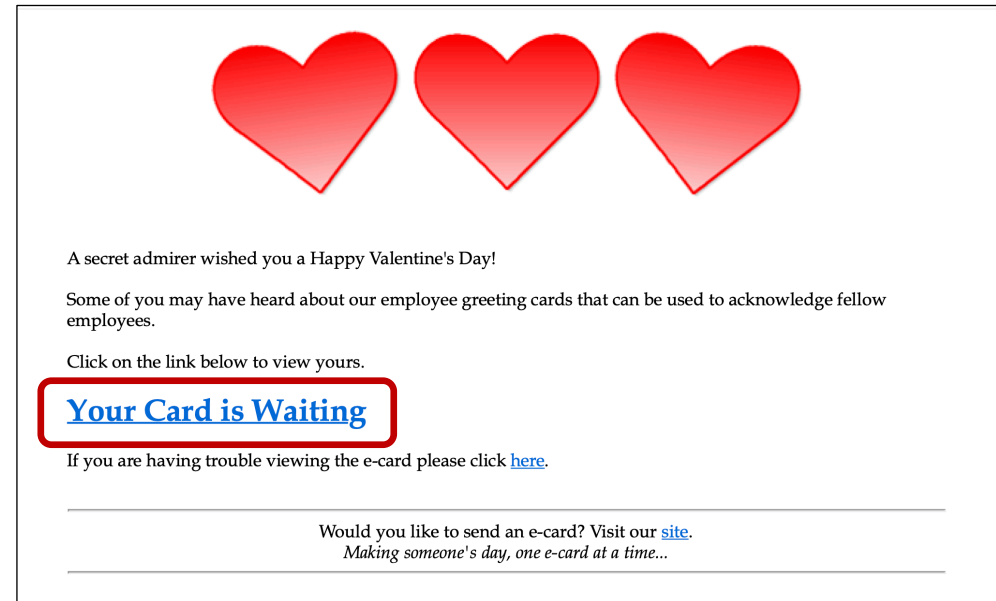 A secret admirer wished you a Happy Valentine's Day!
Some of you may have heard about our employee greeting cards that can be used to acknowledge fellow
employees.
Click on the link below to view yours.
Your Card is Waiting
If you are having trouble viewing the e-card please click here.
Would you like to send an e-card? Visit our site.
Making someone's day, one e-card at a time...